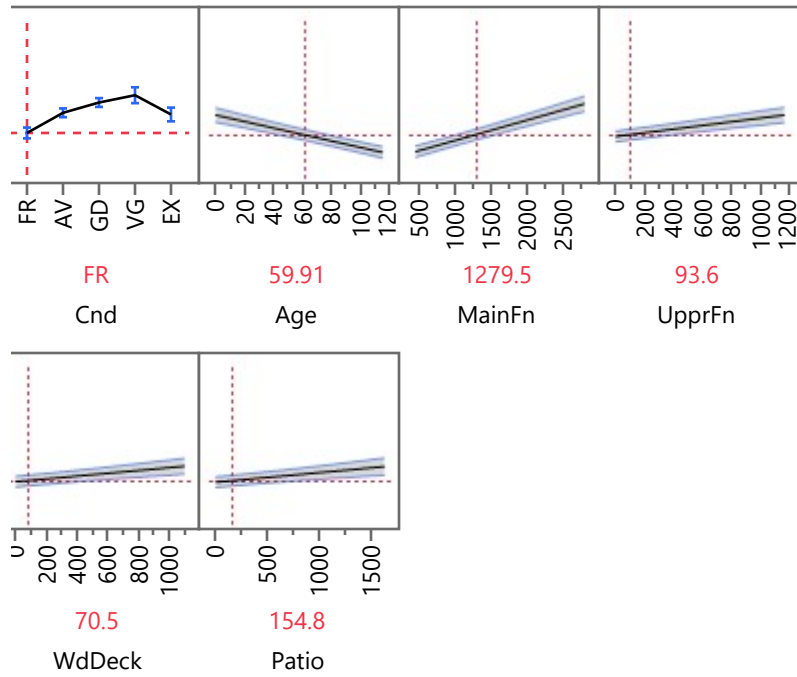 FR AV GD VG EX 0 20 40 60 80 100 120 500 1000 1500 2000 2500 0 200 400 600 800 1000 1200
FR 59.91 1279.5 93.6
Cnd Age MainFn UpprFn
0 200 400 600 800 1000 0 500 1000 1500
70.5 154.8
WdDeck Patio